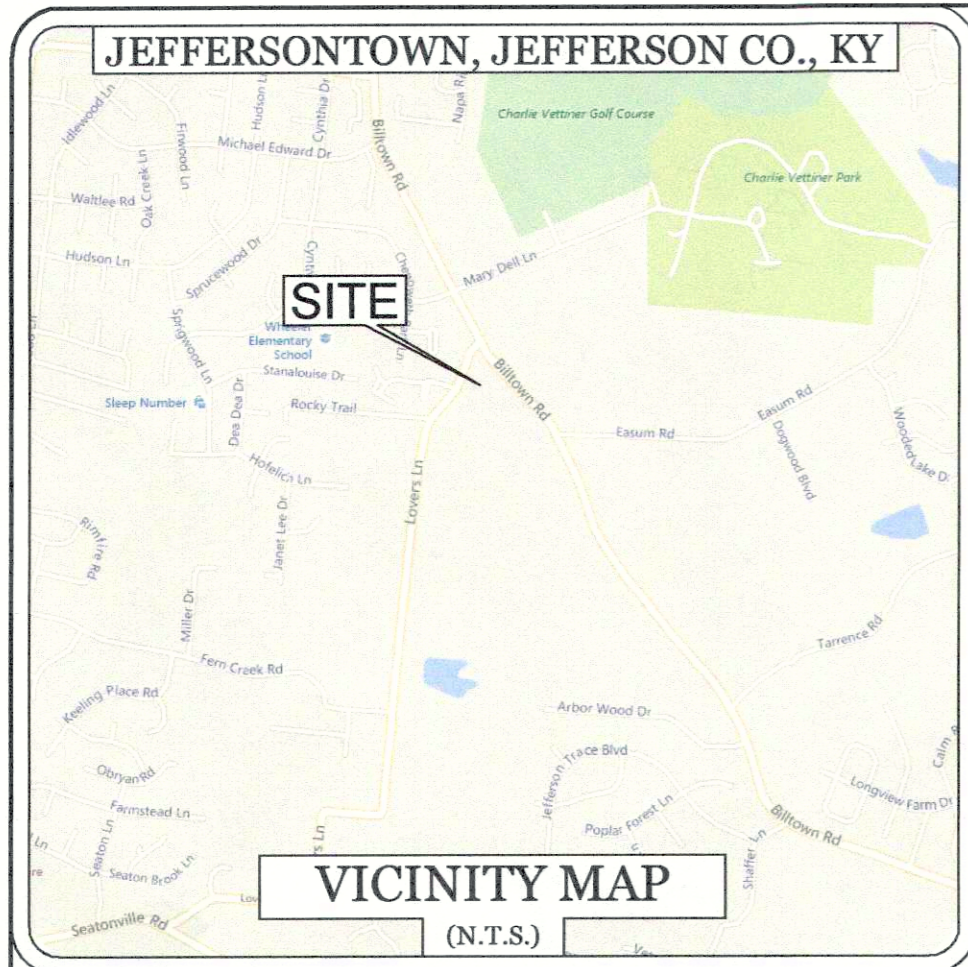 JEFFERSONTOWN, JEFFERSON CO., KY
Idlewood Ln
Firwood Ln
Hudson Ln
Cynthia Dr
Napa Rd
Billtown Rd
Charlie Vettiner Golf Course
Michael Edward Dr
Oak Creek Ln
Charlie Vettiner Park
Waltlee Rd
Hudson Ln
Sprucewood Dr
Mary Dell Ln
SITE
Springwood Ln
Wheeler
Elementary
School
Billtown Rd
Stanalouise Dr
Sleep Number
Dea Dea Dr
Rocky Trail
Easum Rd
Easum Rd
Dogwood Blvd
Wooded Lake D
Hofelich Ln
Lovers Ln
Janet Lee Dr
Rimfire Rd
Miller Dr
Tarrence Rd
Fern Creek Rd
Keeling Place Rd
Arbor Wood Dr
Jefferson Trace Blvd
Calm R
Obryan Rd
Longview Farm Dr
Farmstead Ln
Poplar Forest Ln
Billtown Rd
Seaton Ln
Shaffer Ln
rs Ln
Seaton Brook Ln
VICINITY MAP
Seatonville Rd
(N.T.S.)